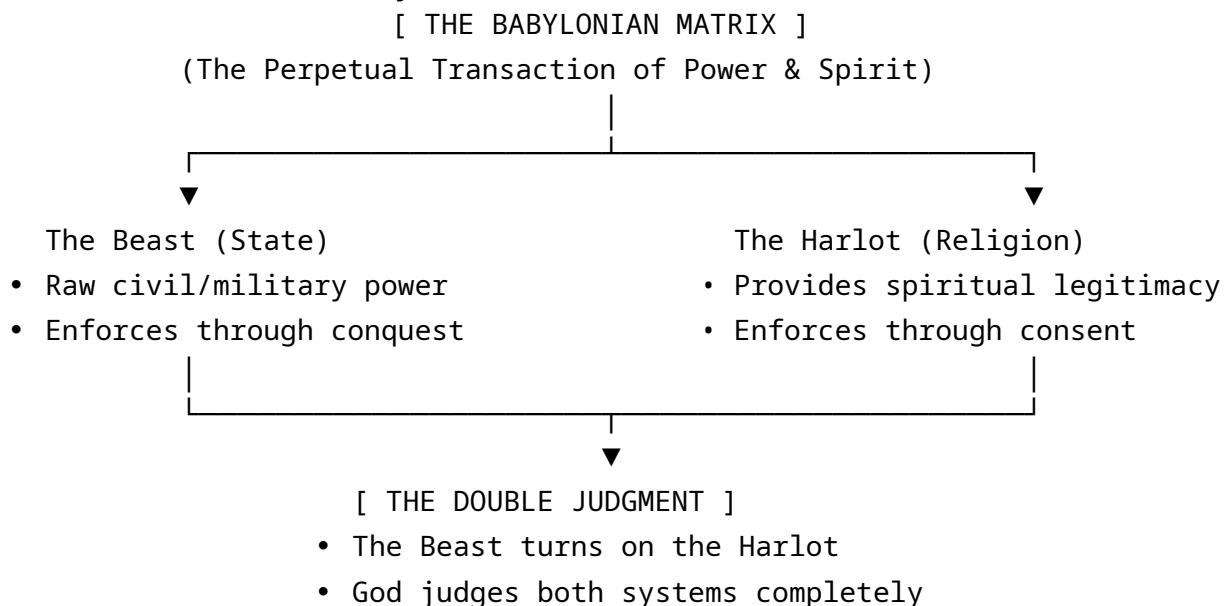 [ THE BABYLONIAN MATRIX ]
(The Perpetual Transaction of Power & Spirit)
The Beast (State)
• Raw civil/military power
• Enforces through conquest
The Harlot (Religion)
• Provides spiritual legitimacy
• Enforces through consent
[ THE DOUBLE JUDGMENT ]
• The Beast turns on the Harlot
• God judges both systems completely